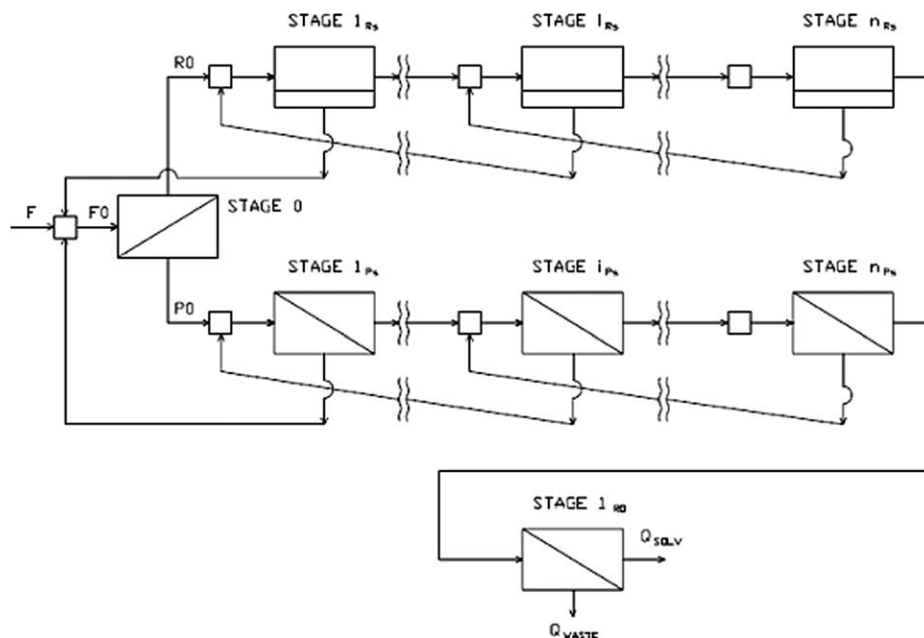 STAGE 1Rs
STAGE iRs
STAGE nRs
R0
F
F0
STAGE 0
P0
STAGE 1Ps
STAGE iPs
STAGE nPs
STAGE 1RO
QSOLV
QWASTE